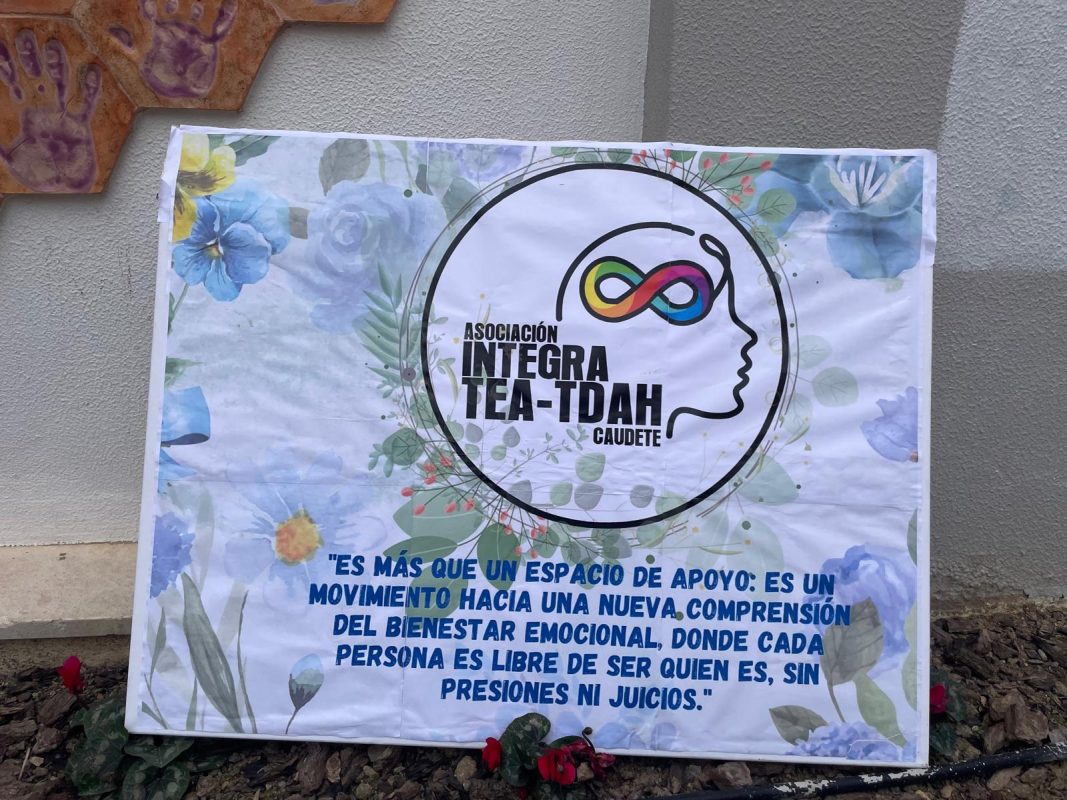 ASOCIACIÓN
INTEGRA
TEA-TDAH
CAUDETE
"ES MÁS QUE UN ESPACIO DE APOYO: ES UN
MOVIMIENTO HACIA UNA NUEVA COMPRENSIÓN
DEL BIENESTAR EMOCIONAL, DONDE CADA
PERSONA ES LIBRE DE SER QUIEN ES, SIN
PRESIONES NI JUICIOS."